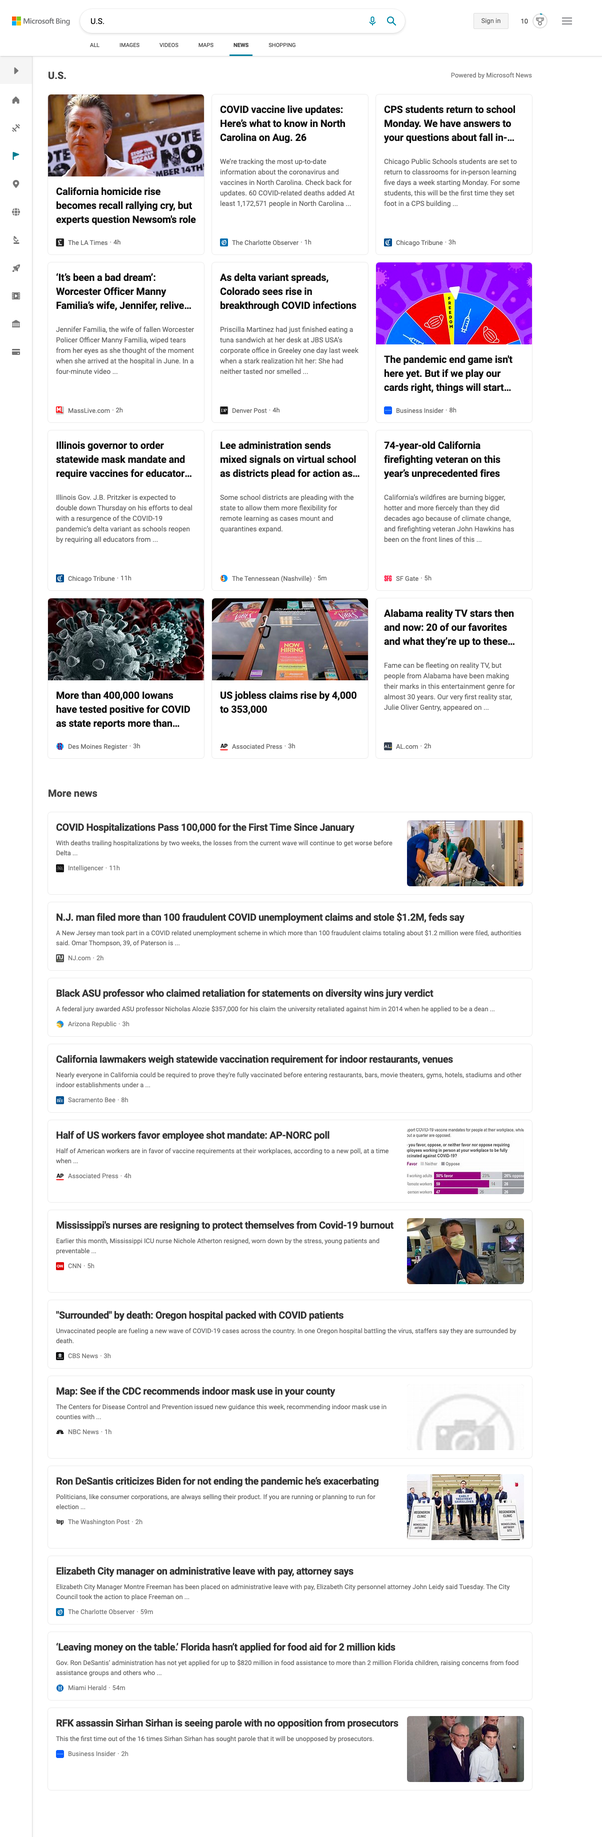 Microsoft Bing
U.S.
Sign in
10
ALL IMAGES VIDEOS MAPS NEWS SHOPPING
U.S.
Powered by Microsoft News
VOTE
NO
California homicide rise
becomes recall rallying cry, but
experts question Newsom's role
The LA Times · 4h
COVID vaccine live updates:
Here's what to know in North
Carolina on Aug. 26
We're tracking the most up-to-date
information about the coronavirus and
vaccines in North Carolina. Check back for
updates. 60 COVID-related deaths added At
least 1,172,571 people in North Carolina ...
The Charlotte Observer · 1h
CPS students return to school
Monday. We have answers to
your questions about fall in-...
Chicago Public Schools students are set to
return to classrooms for in-person learning
five days a week starting Monday. For some
students, this will be the first time they set
foot in a CPS building ...
Chicago Tribune · 3h
'It's been a bad dream':
Worcester Officer Manny
Familia's wife, Jennifer, relive...
Jennifer Familia, the wife of fallen Worcester
Policer Officer Manny Familia, wiped tears
from her eyes as she thought of the moment
when she arrived at the hospital in June. In a
four-minute video ...
MassLive.com · 2h
As delta variant spreads,
Colorado sees rise in
breakthrough COVID infections
Priscilla Martinez had just finished eating a
tuna sandwich at her desk at JBS USA's
corporate office in Greeley one day last week
when a stark realization hit her: She had
neither tasted nor smelled ...
Denver Post · 4h
FREEDOM
The pandemic end game isn't
here yet. But if we play our
cards right, things will start...
Business Insider · 8h
Illinois governor to order
statewide mask mandate and
require vaccines for educator...
Illinois Gov. J.B. Pritzker is expected to
double down Thursday on his efforts to deal
with a resurgence of the COVID-19
pandemic's delta variant as schools reopen
by requiring all educators from ...
Chicago Tribune · 11h
Lee administration sends
mixed signals on virtual school
as districts plead for action as...
Some school districts are pleading with the
state to allow them more flexibility for
remote learning as cases mount and
quarantines expand.
The Tennessean (Nashville) · 5m
74-year-old California
firefighting veteran on this
year's unprecedented fires
California's wildfires are burning bigger,
hotter and more fiercely than they did
decades ago because of climate change,
and firefighting veteran John Hawkins has
been on the front lines of this ...
SF Gate · 5h
More than 400,000 Iowans
have tested positive for COVID
as state reports more than...
Des Moines Register · 3h
NOW
HIRING
US jobless claims rise by 4,000
to 353,000
AP Associated Press · 3h
Alabama reality TV stars then
and now: 20 of our favorites
and what they're up to these...
Fame can be fleeting on reality TV, but
people from Alabama have been making
their marks in this entertainment genre for
almost 30 years. Our very first reality star,
Julie Oliver Gentry, appeared on ...
AL.com · 2h
More news
COVID Hospitalizations Pass 100,000 for the First Time Since January
With deaths trailing hospitalizations by two weeks, the losses from the current wave will continue to get worse before
Delta ...
Intelligencer · 11h
N.J. man filed more than 100 fraudulent COVID unemployment claims and stole $1.2M, feds say
A New Jersey man took part in a COVID related unemployment scheme in which more than 100 fraudulent claims totaling about $1.2 million were filed, authorities
said. Omar Thompson, 39, of Paterson is ...
NJ.com · 2h
Black ASU professor who claimed retaliation for statements on diversity wins jury verdict
A federal jury awarded ASU professor Nicholas Alozie $357,000 for his claim the university retaliated against him in 2014 when he applied to be a dean ...
Arizona Republic · 3h
California lawmakers weigh statewide vaccination requirement for indoor restaurants, venues
Nearly everyone in California could be required to prove they're fully vaccinated before entering restaurants, bars, movie theaters, gyms, hotels, stadiums and other
indoor establishments under a ...
Sacramento Bee · 8h
Half of US workers favor employee shot mandate: AP-NORC poll
Half of American workers are in favor of vaccine requirements at their workplaces, according to a new poll, at a time
when ...
AP Associated Press · 4h
Favor Neither Oppose
Mississippi's nurses are resigning to protect themselves from Covid-19 burnout
Earlier this month, Mississippi ICU nurse Nichole Atherton resigned, worn down by the stress, young patients and
preventable ...
CNN · 5h
"Surrounded" by death: Oregon hospital packed with COVID patients
Unvaccinated people are fueling a new wave of COVID-19 cases across the country. In one Oregon hospital battling the virus, staffers say they are surrounded by
death.
CBS News · 3h
Map: See if the CDC recommends indoor mask use in your county
The Centers for Disease Control and Prevention issued new guidance this week, recommending indoor mask use in
counties with ...
NBC News · 1h
Ron DeSantis criticizes Biden for not ending the pandemic he's exacerbating
Politicians, like consumer corporations, are always selling their product. If you are running or planning to run for
election ...
wp The Washington Post · 2h
Elizabeth City manager on administrative leave with pay, attorney says
Elizabeth City Manager Montre Freeman has been placed on administrative leave with pay, Elizabeth City personnel attorney John Leidy said Tuesday. The City
Council took the action to place Freeman on ...
The Charlotte Observer · 59m
'Leaving money on the table.' Florida hasn't applied for food aid for 2 million kids
Gov. Ron DeSantis' administration has not yet applied for up to $820 million in food assistance to more than 2 million Florida children, raising concerns from food
assistance groups and others who ...
Miami Herald · 54m
RFK assassin Sirhan Sirhan is seeing parole with no opposition from prosecutors
This the first time out of the 16 times Sirhan Sirhan has sought parole that it will be unopposed by prosecutors.
Business Insider · 2h